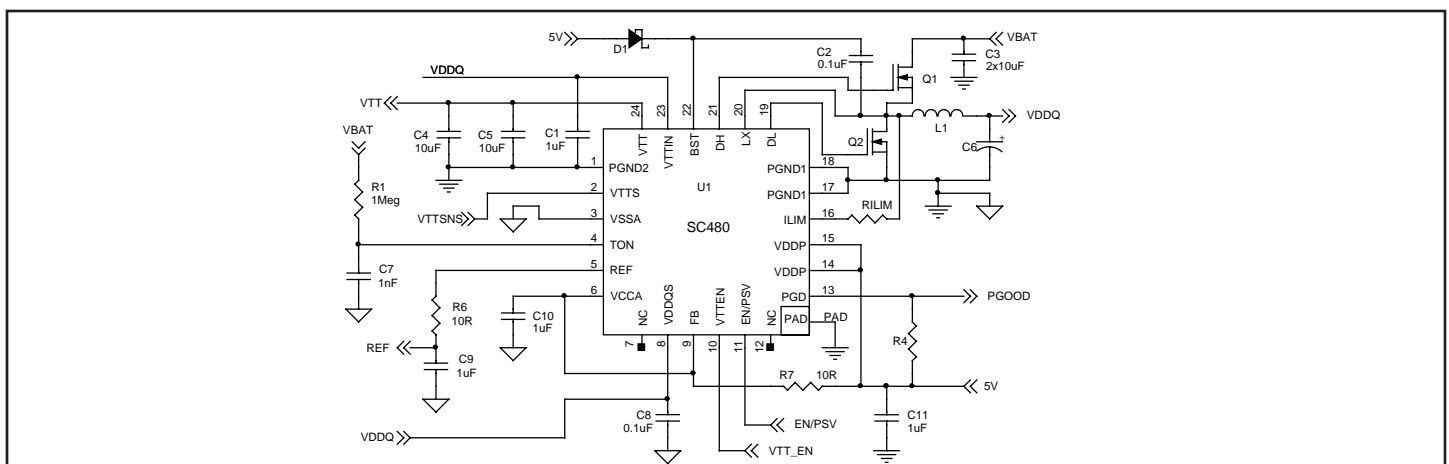 5V
D1
VBAT
C2
0.1uF
C3
2x10uF
Q1
VDDQ
VTT
24
23
22
21
20
19
L1
VDDQ
VBAT
C4
10uF
C5
10uF
C1
1uF
VTT
VTTIN
BST
DH
LX
DL
Q2
C6
+
1
PGND2
PGND1
18
R1
1Meg
2
VTTS
U1
PGND1
17
VTTSNS
3
VSSA
SC480
ILIM
16
RILIM
4
TON
VDDP
15
C7
1nF
5
REF
VDDP
14
6
VCCA
PGD
13
PGOOD
R6
10R
C10
1uF
NC
VDDQS
FB
VTTEN
EN/PSV
NC
PAD
PAD
R4
REF
7
8
9
10
11
12
C9
1uF
R7
10R
5V
C8
0.1uF
C11
1uF
EN/PSV
VDDQ
VTT_EN